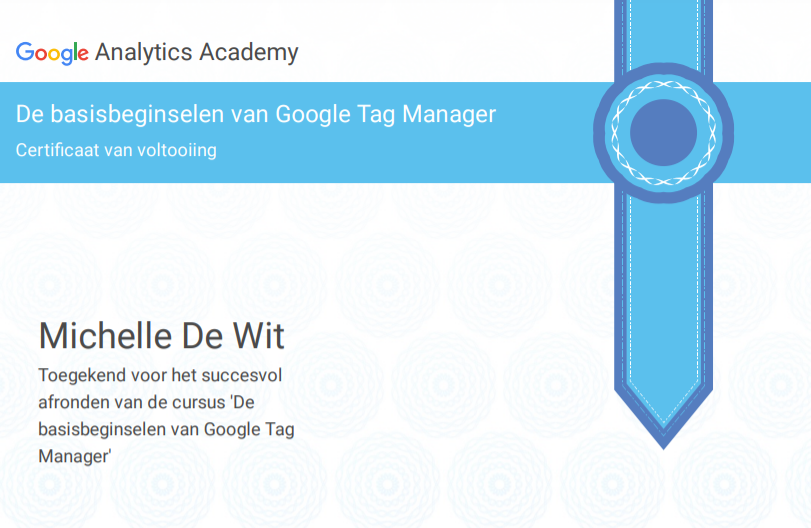 Google Analytics Academy
De basisbeginselen van Google Tag Manager
Certificaat van voltooiing
Michelle De Wit
Toegekend voor het succesvol
afronden van de cursus 'De
basisbeginselen van Google Tag
Manager'